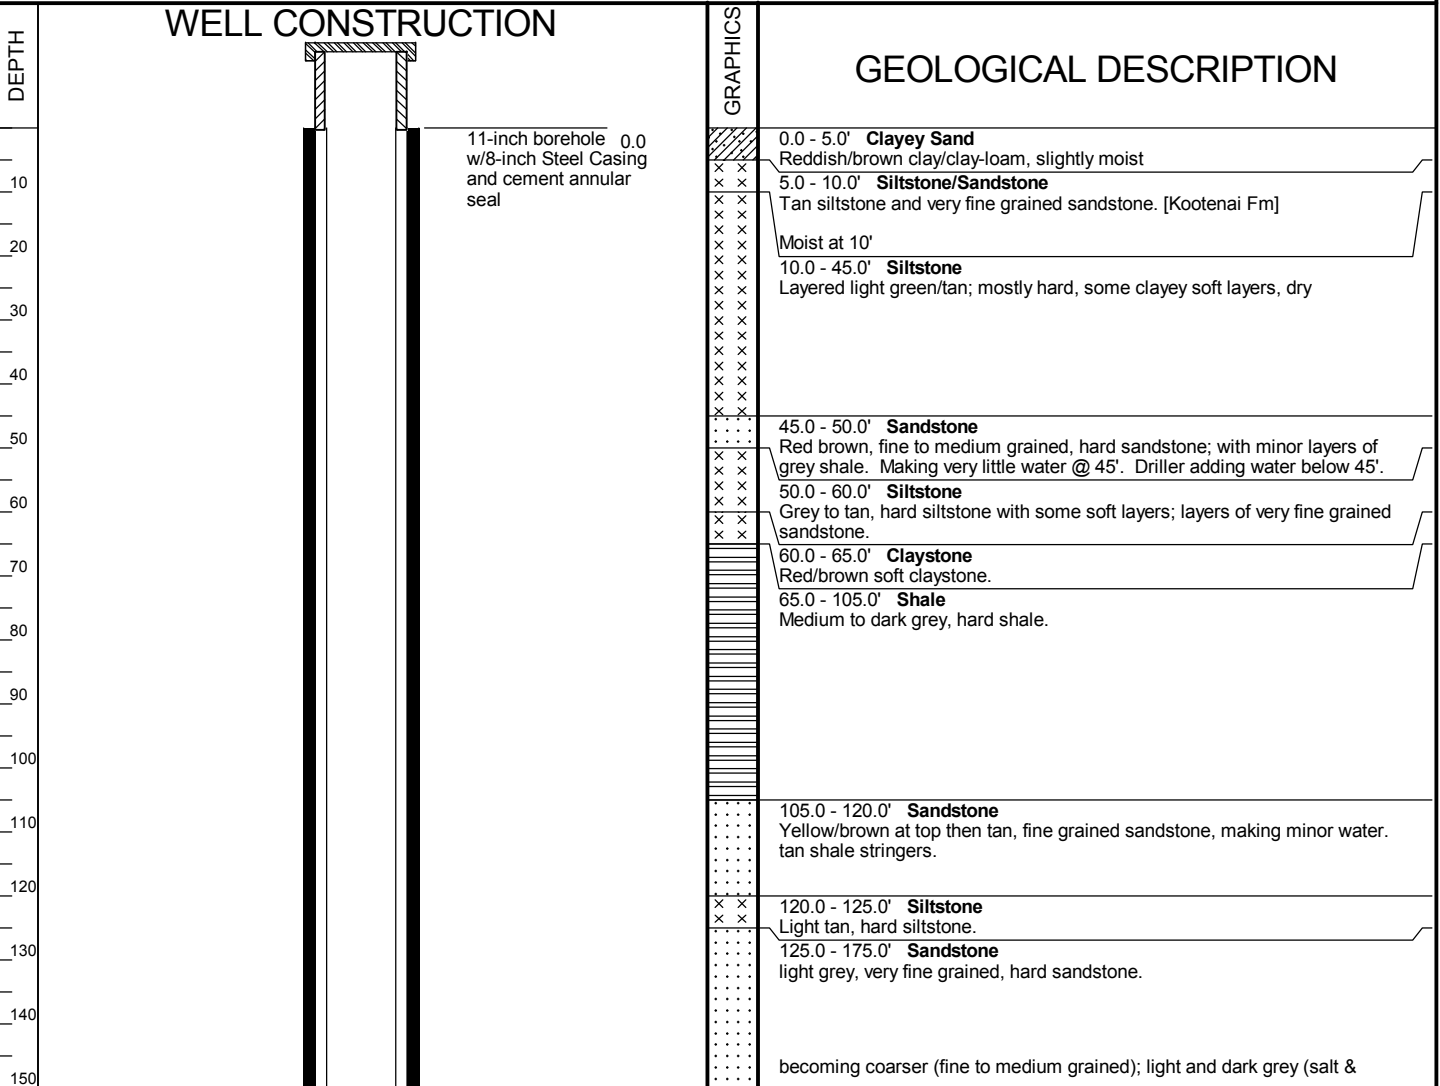 DEPTH
WELL CONSTRUCTION
GRAPHICS
GEOLOGICAL DESCRIPTION
10
20
30
40
50
60
70
80
90
100
110
120
130
140
150
11-inch borehole 0.0
w/8-inch Steel Casing
and cement annular
seal
0.0 - 5.0' Clayey Sand
Reddish/brown clay/clay-loam, slightly moist
5.0 - 10.0' Siltstone/Sandstone
Tan siltstone and very fine grained sandstone. [Kootenai Fm]
Moist at 10'
10.0 - 45.0' Siltstone
Layered light green/tan; mostly hard, some clayey soft layers, dry
45.0 - 50.0' Sandstone
Red brown, fine to medium grained, hard sandstone; with minor layers of
grey shale. Making very little water @ 45'. Driller adding water below 45'.
50.0 - 60.0' Siltstone
Grey to tan, hard siltstone with some soft layers; layers of very fine grained
sandstone.
60.0 - 65.0' Claystone
Red/brown soft claystone.
65.0 - 105.0' Shale
Medium to dark grey, hard shale.
105.0 - 120.0' Sandstone
Yellow/brown at top then tan, fine grained sandstone, making minor water.
tan shale stringers.
120.0 - 125.0' Siltstone
Light tan, hard siltstone.
125.0 - 175.0' Sandstone
light grey, very fine grained, hard sandstone.
becoming coarser (fine to medium grained); light and dark grey (salt &